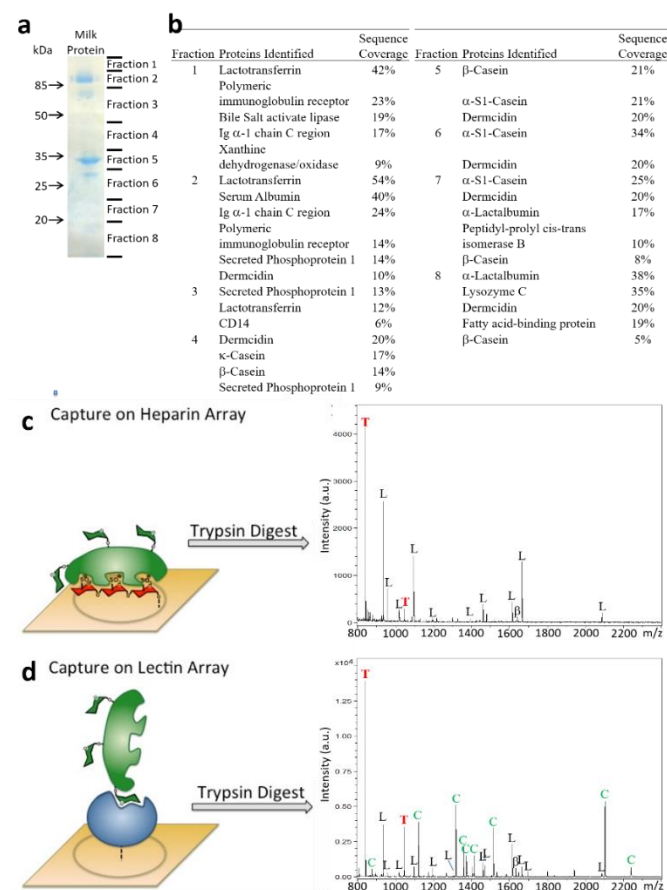 a
Milk
Protein
kDa
85→
50→
35→
25→
20→
Fraction 1
Fraction 2
Fraction 3
Fraction 4
Fraction 5
Fraction 6
Fraction 7
Fraction 8
b
Sequence
Fraction Proteins Identified Coverage
1 Lactotransferrin 42%
Polymeric
immunoglobulin receptor 23%
Bile Salt activate lipase 19%
Ig α-1 chain C region 17%
Xanthine
dehydrogenase/oxidase 9%
2 Lactotransferrin 54%
Serum Albumin 40%
Ig α-1 chain C region 24%
Polymeric
immunoglobulin receptor 14%
Secreted Phosphoprotein 1 14%
Dermcidin 10%
3 Secreted Phosphoprotein 1 13%
Lactotransferrin 12%
CD14 6%
4 Dermcidin 20%
κ-Casein 17%
β-Casein 14%
Secreted Phosphoprotein 1 9%
Sequence
Fraction Proteins Identified Coverage
5 β-Casein 21%
α-S1-Casein 21%
Dermcidin 20%
6 α-S1-Casein 34%
Dermcidin 20%
7 α-S1-Casein 25%
Dermcidin 20%
α-Lactalbumin 17%
Peptidyl-prolyl cis-trans
isomerase B 10%
β-Casein 8%
8 α-Lactalbumin 38%
Lysozyme C 35%
Dermcidin 20%
Fatty acid-binding protein 19%
β-Casein 5%
c Capture on Heparin Array
Trypsin Digest
Intensity (a.u.)
4000
3000
2000
1000
0
T
L
L
L
L
T
L
L
L
L
β
L
L
800 1000 1200 1400 1600 1800 2000 2200 m/z
d Capture on Lectin Array
Trypsin Digest
Intensity (a.u.)
1.25
1.00
0.75
0.50
0.25
0.00
T
C
L
L
T
L
C
L
L
C
C
C
C
L
L
C
L
β
L
L
L
C
C
800 1000 1200 1400 1600 1800 2000 2200 m/z